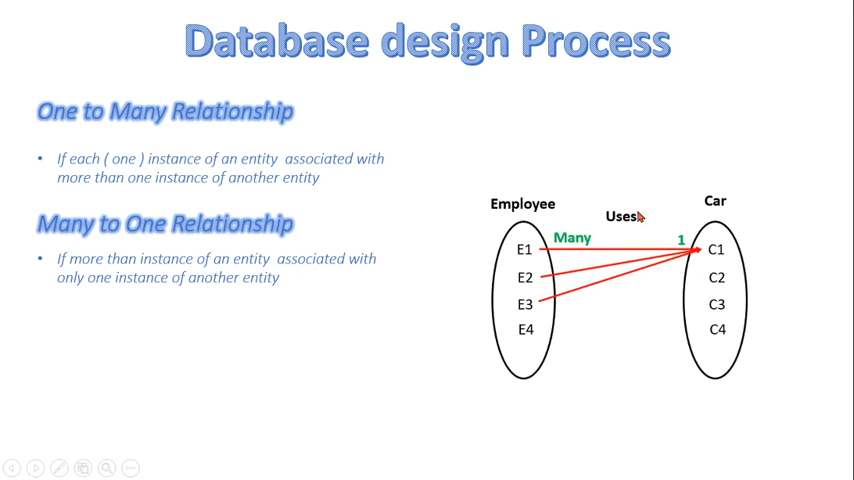 Database design Process
One to Many Relationship
• If each ( one ) instance of an entity associated with
more than one instance of another entity
Many to One Relationship
• If more than instance of an entity associated with
only one instance of another entity
Employee
Uses
Car
Many
1
E1
C1
E2
C2
E3
C3
E4
C4